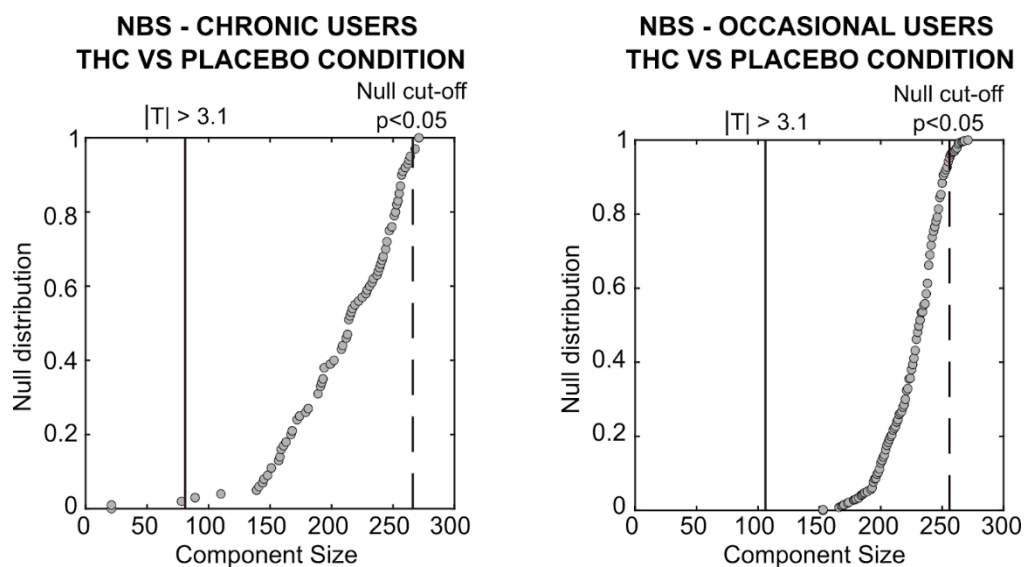 NBS - CHRONIC USERS
THC VS PLACEBO CONDITION
Null cut-off
|T| > 3.1
p<0.05
1
0.8
0.6
0.4
0.2
0
Null distribution
0
50
100
150
200
250
300
Component Size
NBS - OCCASIONAL USERS
THC VS PLACEBO CONDITION
Null cut-off
|T| > 3.1
p<0.05
1
0.8
0.6
0.4
0.2
0
Null distribution
0
50
100
150
200
250
300
Component Size